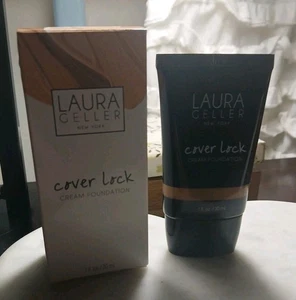 LAURA
GELLER
NEW YORK
cover lock
CREAM FOUNDATION
LAURA
GELLER
NEW YORK
cover lock
CREAM FOUNDATION